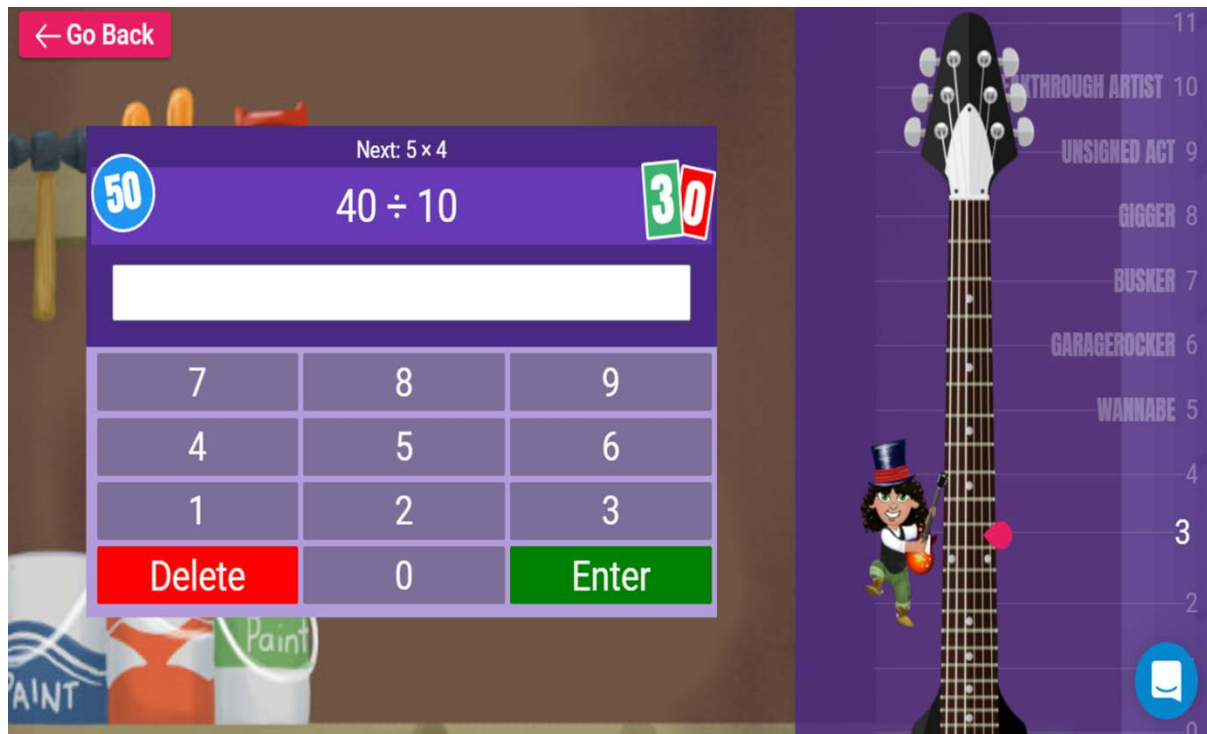 ← Go Back
Next: 5 × 4
50
40 ÷ 10
30
7 8 9
4 5 6
1 2 3
Delete 0 Enter
PAINT
Paint
11
ARTIST 10
UNSIGNED ACT 9
GIGGER 8
BUSKER 7
GARAGEROCKER 6
WANNABE 5
4
3
2
0